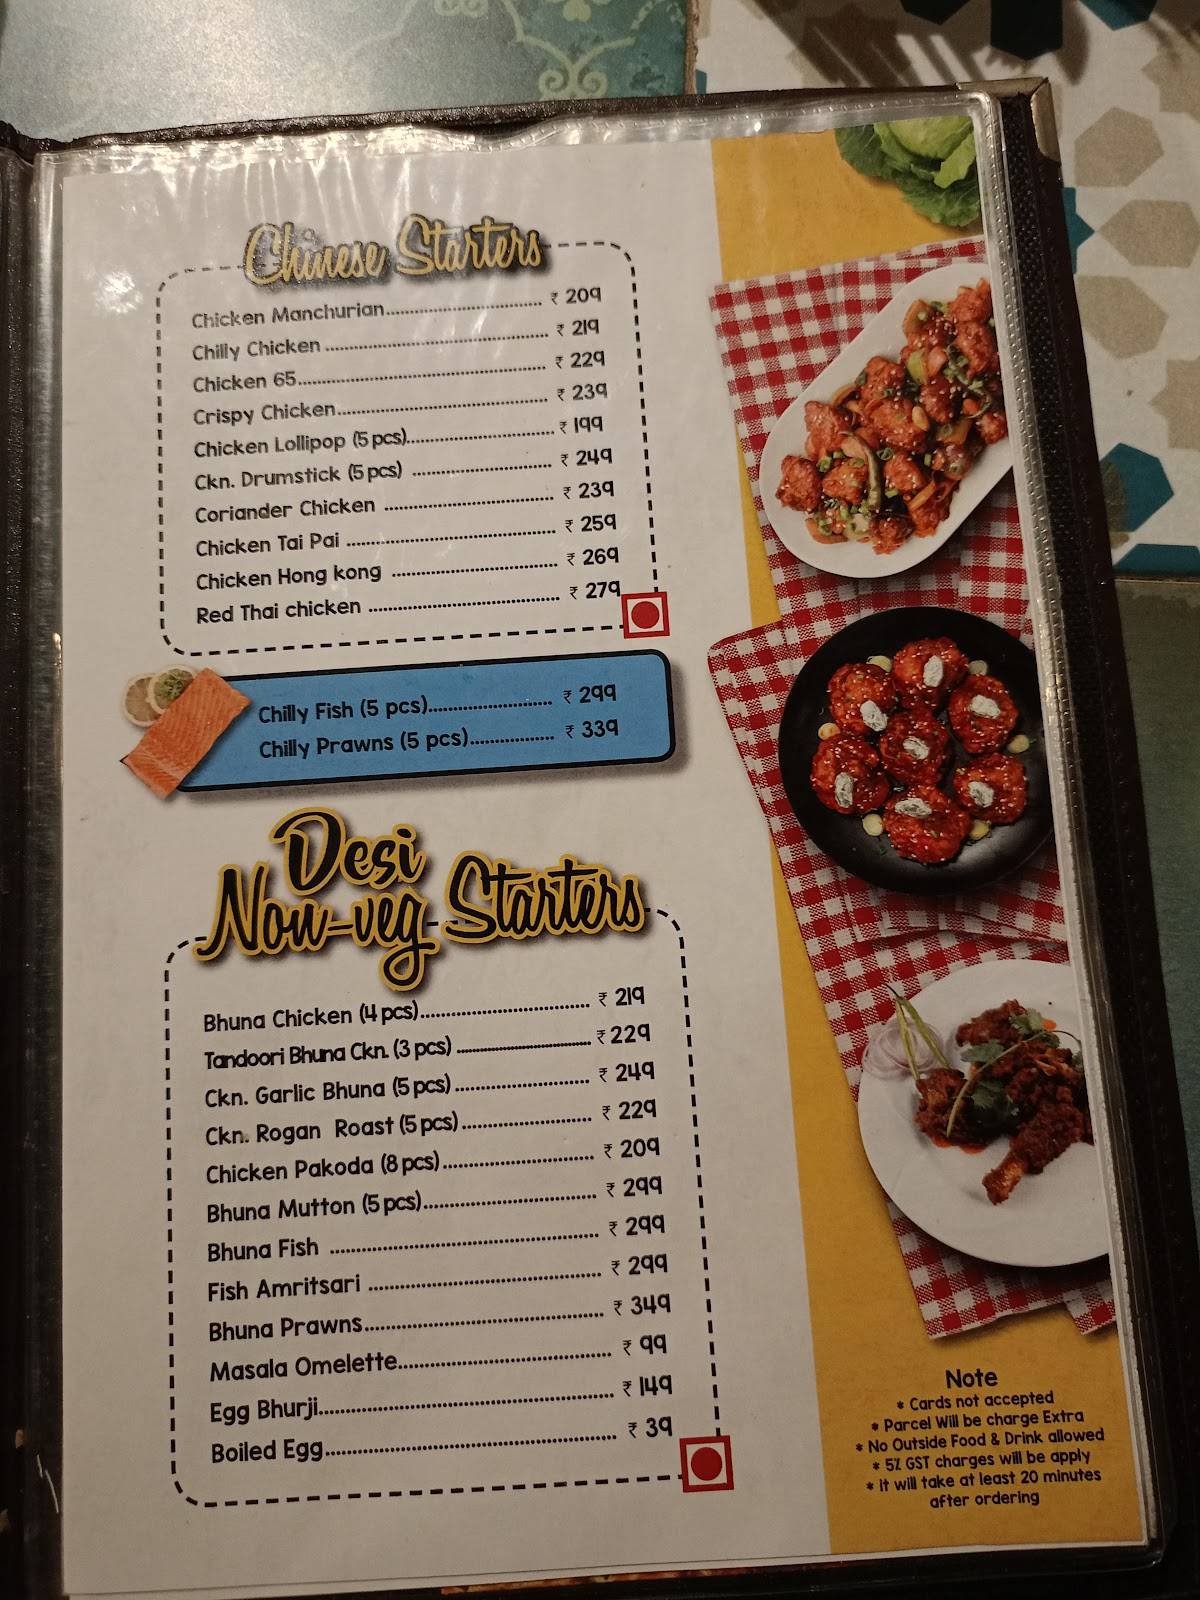 Chinese Starters
Chicken Manchurian ₹ 209
Chilly Chicken ₹ 219
Chicken 65 ₹ 229
Crispy Chicken ₹ 239
Chicken Lollipop (5 pcs) ₹ 199
Ckn. Drumstick (5 pcs) ₹ 249
Coriander Chicken ₹ 239
Chicken Tai Pai ₹ 259
Chicken Hong kong ₹ 269
Red Thai chicken ₹ 279
Chilly Fish (5 pcs) ₹ 299
Chilly Prawns (5 pcs) ₹ 339
Desi
Non-veg Starters
Bhuna Chicken (4 pcs) ₹ 219
Tandoori Bhuna Ckn. (3 pcs) ₹ 229
Ckn. Garlic Bhuna (5 pcs) ₹ 249
Ckn. Rogan Roast (5 pcs) ₹ 229
Chicken Pakoda (8 pcs) ₹ 209
Bhuna Mutton (5 pcs) ₹ 299
Bhuna Fish ₹ 299
Fish Amritsari ₹ 299
Bhuna Prawns ₹ 349
Masala Omelette ₹ 99
Egg Bhurji ₹ 149
Boiled Egg ₹ 39
Note
* Cards not accepted
* Parcel Will be charge Extra
* No Outside Food & Drink allowed
* 5% GST charges will be apply
* it will take at least 20 minutes
after ordering